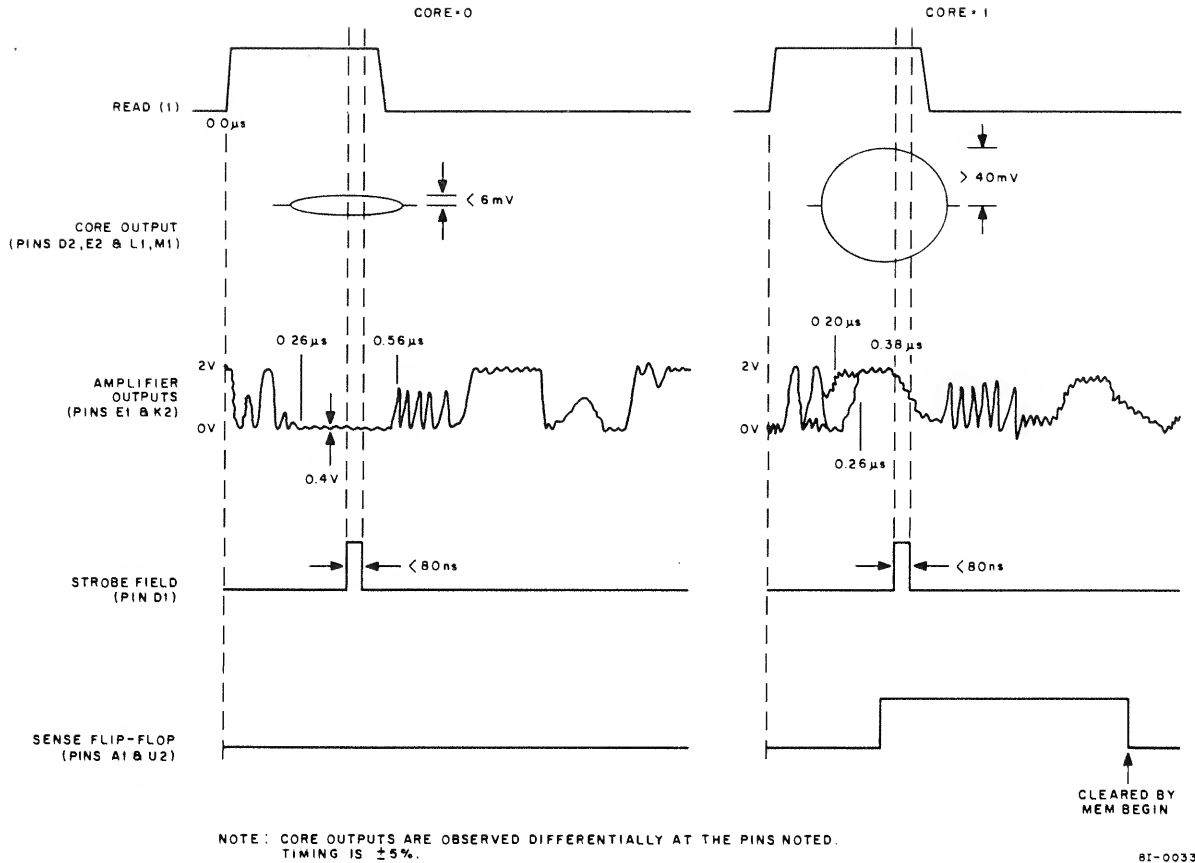 CORE=0
CORE=1
READ (1)
0.0µs
< 6mV
> 40mV
CORE OUTPUT
(PINS D2,E2 & L1,M1)
0.26µs
0.56µs
0.20µs
0.38µs
2V
2V
AMPLIFIER
OUTPUTS
(PINS E1 & K2)
0V
0V
0.4V
0.26µs
STROBE FIELD
(PIN D1)
<80ns
<80ns
SENSE FLIP-FLOP
(PINS A1 & U2)
CLEARED BY
MEM BEGIN
NOTE: CORE OUTPUTS ARE OBSERVED DIFFERENTIALLY AT THE PINS NOTED.
TIMING IS ±5%.
8I-0033